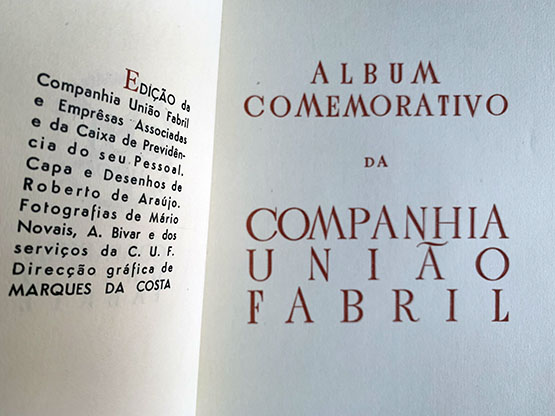 EDIÇÃO da
Companhia União Fabril
e Emprêsas Associadas
e da Caixa de Previdên-
cia do seu Pessoal.
Capa e Desenhos de
Roberto de Araújo.
Fotografias de Mário
Novais, A. Bivar e dos
serviços da C. U. F.
Direcção gráfica de
MARQUES DA COSTA
ALBUM
COMEMORATIVO
DA
COMPANHIA
UNIÃO
FABRIL